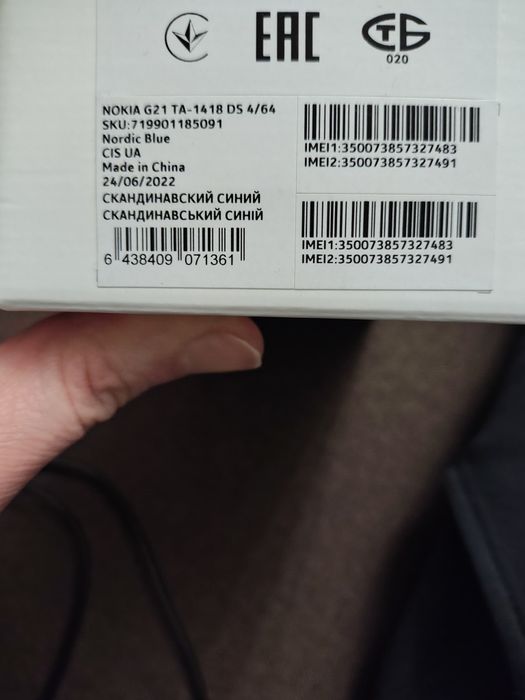 EAC
СТБ
020
NOKIA G21 TA-1418 DS 4/64
SKU:719901185091
Nordic Blue
CIS UA
Made in China
24/06/2022
СКАНДИНАВСКИЙ СИНИЙ
СКАНДИНАВСЬКИЙ СИНІЙ
6 438409 071361
IMEI1:350073857327483
IMEI2:350073857327491
IMEI1:350073857327483
IMEI2:350073857327491